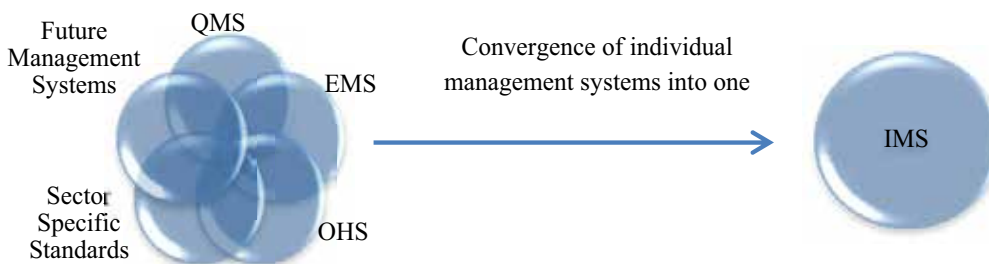 Future
Management
Systems
QMS
EMS
OHS
Sector
Specific
Standards
Convergence of individual
management systems into one
IMS